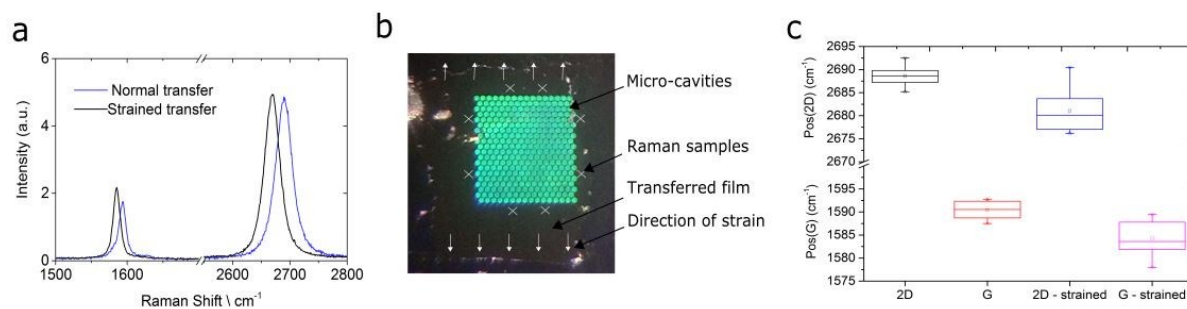 a
6
4
2
0
Intensity (a.u.)
Normal transfer
Strained transfer
1500
1600
2600
2700
2800
Raman Shift \ cm-1
b
Micro-cavities
Raman samples
Transferred film
Direction of strain
c
2695
2690
2685
2680
2675
2670
1595
1590
1585
1580
1575
Pos(2D) (cm-1)
Pos(G) (cm-1)
2D
G
2D - strained
G - strained